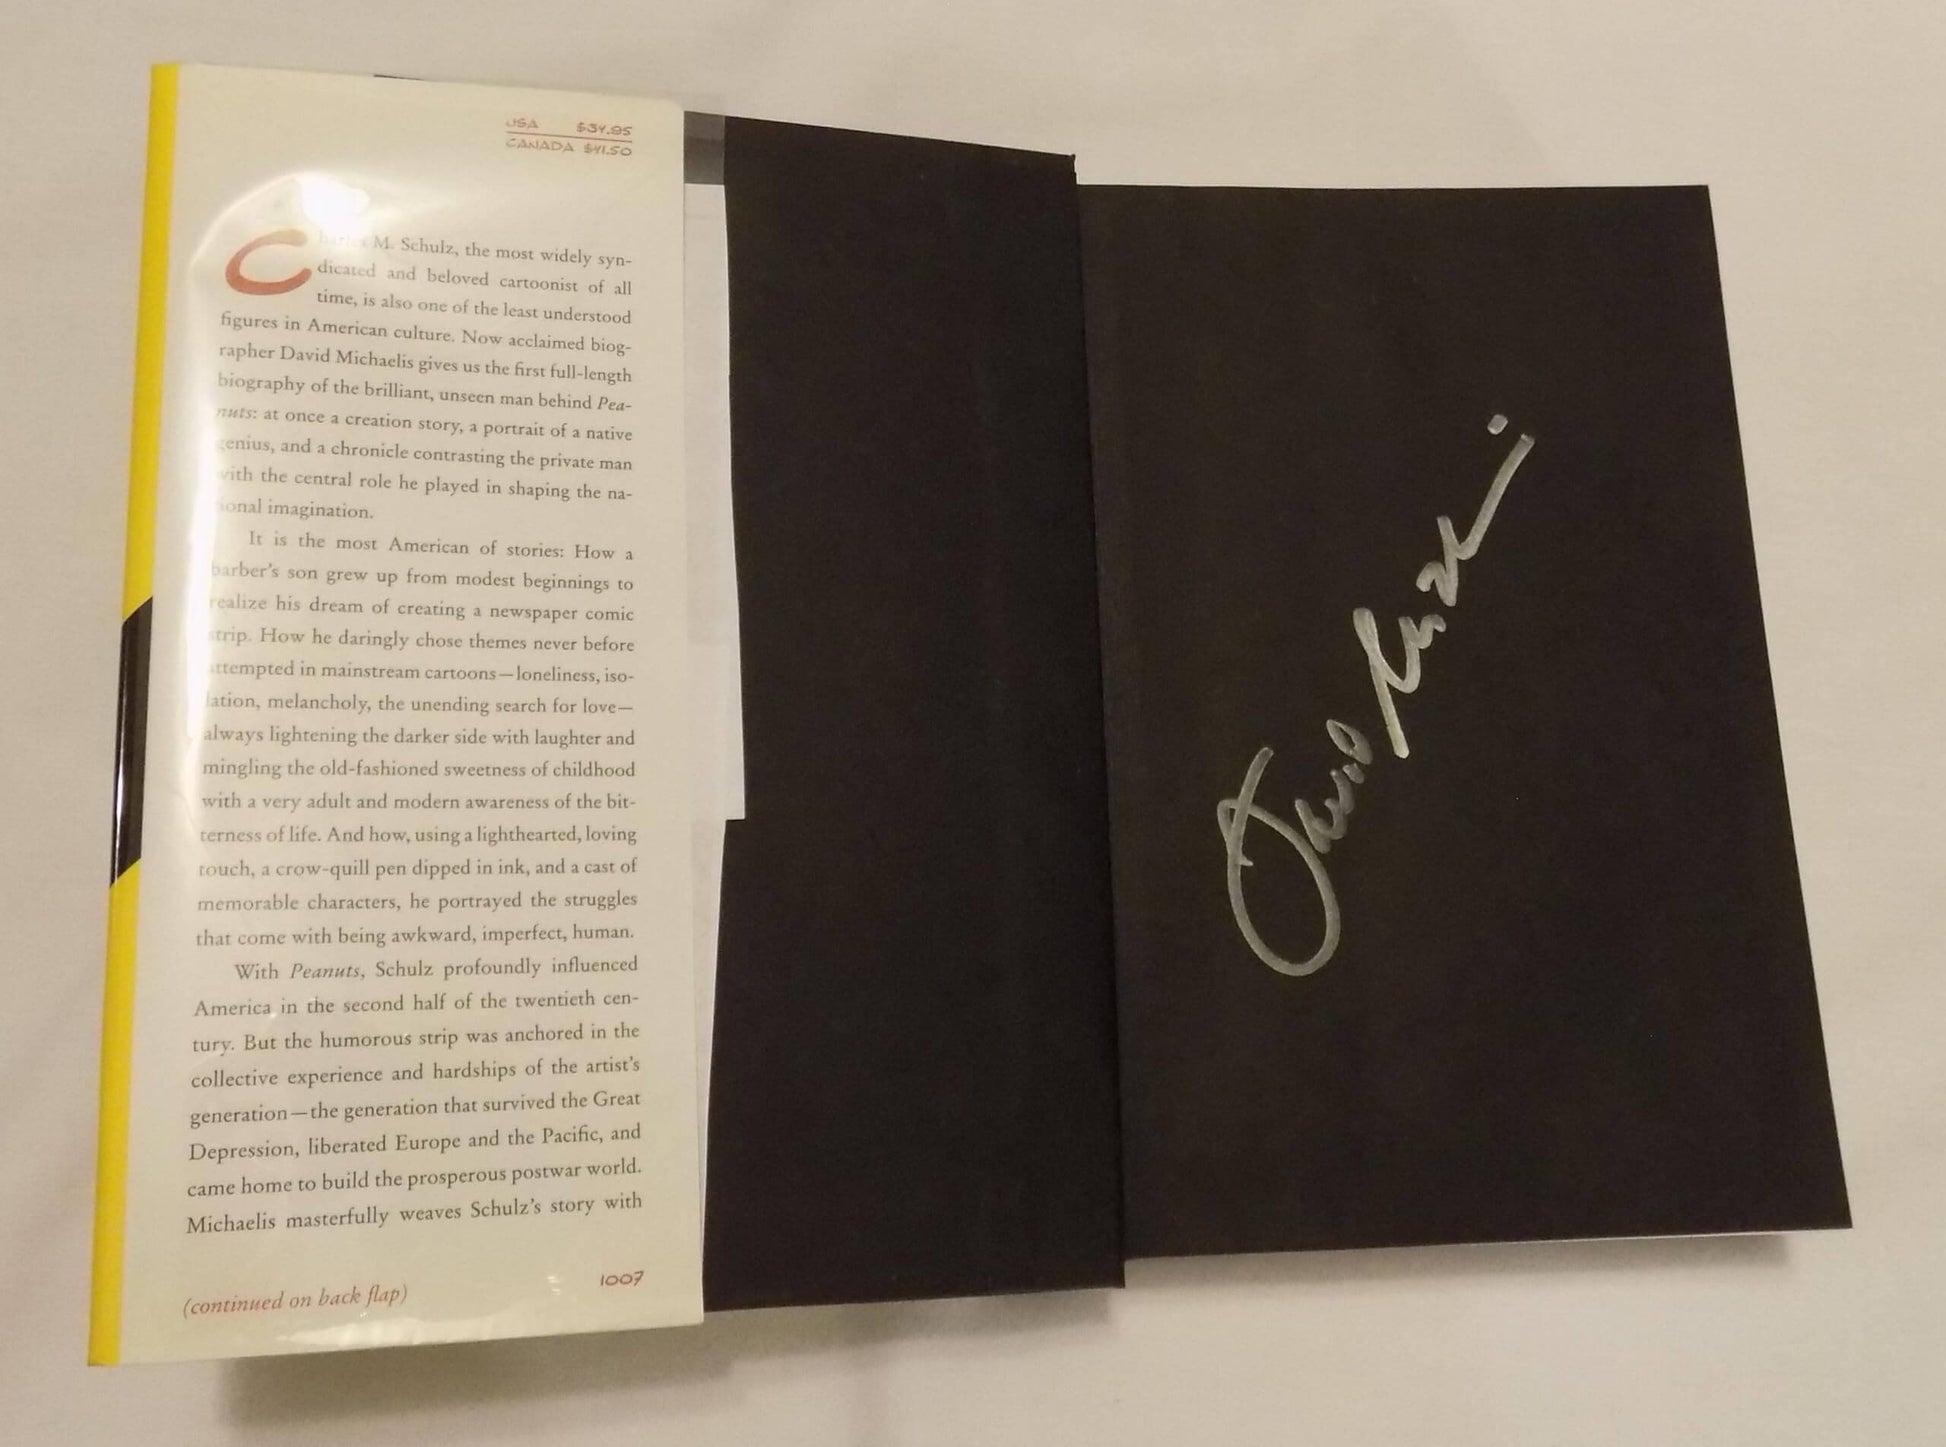 USA $34.95
CANADA $41.50
Charles M. Schulz, the most widely syn-
dicated and beloved cartoonist of all
time, is also one of the least understood
figures in American culture. Now acclaimed biog-
rapher David Michaelis gives us the first full-length
biography of the brilliant, unseen man behind Pea-
nuts: at once a creation story, a portrait of a native
genius, and a chronicle contrasting the private man
with the central role he played in shaping the na-
tional imagination.
It is the most American of stories: How a
barber's son grew up from modest beginnings to
realize his dream of creating a newspaper comic
strip. How he daringly chose themes never before
attempted in mainstream cartoons—loneliness, iso-
lation, melancholy, the unending search for love—
always lightening the darker side with laughter and
mingling the old-fashioned sweetness of childhood
with a very adult and modern awareness of the bit-
terness of life. And how, using a lighthearted, loving
touch, a crow-quill pen dipped in ink, and a cast of
memorable characters, he portrayed the struggles
that come with being awkward, imperfect, human.
With Peanuts, Schulz profoundly influenced
America in the second half of the twentieth cen-
tury. But the humorous strip was anchored in the
collective experience and hardships of the artist's
generation—the generation that survived the Great
Depression, liberated Europe and the Pacific, and
came home to build the prosperous postwar world.
Michaelis masterfully weaves Schulz's story with
1007
(continued on back flap)
David